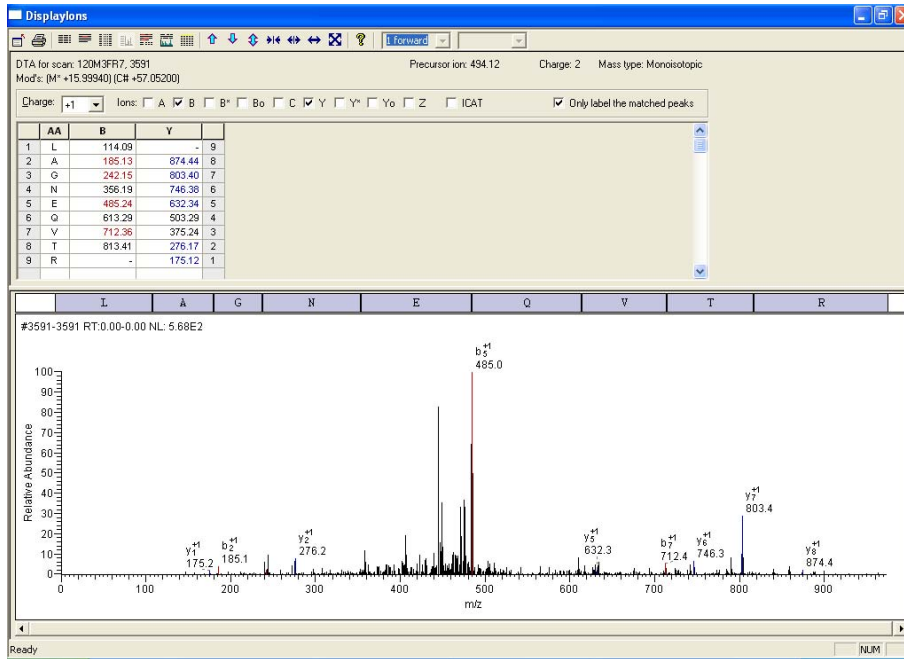 DisplayIons
1 forward
DTA for scan: 120M3FR7, 3591 Precursor ion: 494.12 Charge: 2 Mass type: Monoisotopic
Mod's: (M* +15.99940) (C# +57.05200)
Charge: +1 Ions: A B B* Bo C Y Y* Yo Z ICAT Only label the matched peaks
AA B Y
1 L 114.09 - 9
2 A 185.13 874.44 8
3 G 242.15 803.40 7
4 N 356.19 746.38 6
5 E 485.24 632.34 5
6 Q 613.29 503.29 4
7 V 712.36 375.24 3
8 T 813.41 276.17 2
9 R - 175.12 1
L A G N E Q V T R
#3591-3591 RT:0.00-0.00 NL: 5.68E2
b5+1
485.0
100
90
80
70
60
50
40
30
20
10
0
Relative Abundance
y1+1
175.2
b2+1
185.1
y2+1
276.2
y5+1
632.3
b7+1
712.4
y6+1
746.3
y7+1
803.4
y8+1
874.4
0 100 200 300 400 500 600 700 800 900
m/z
Ready NUM